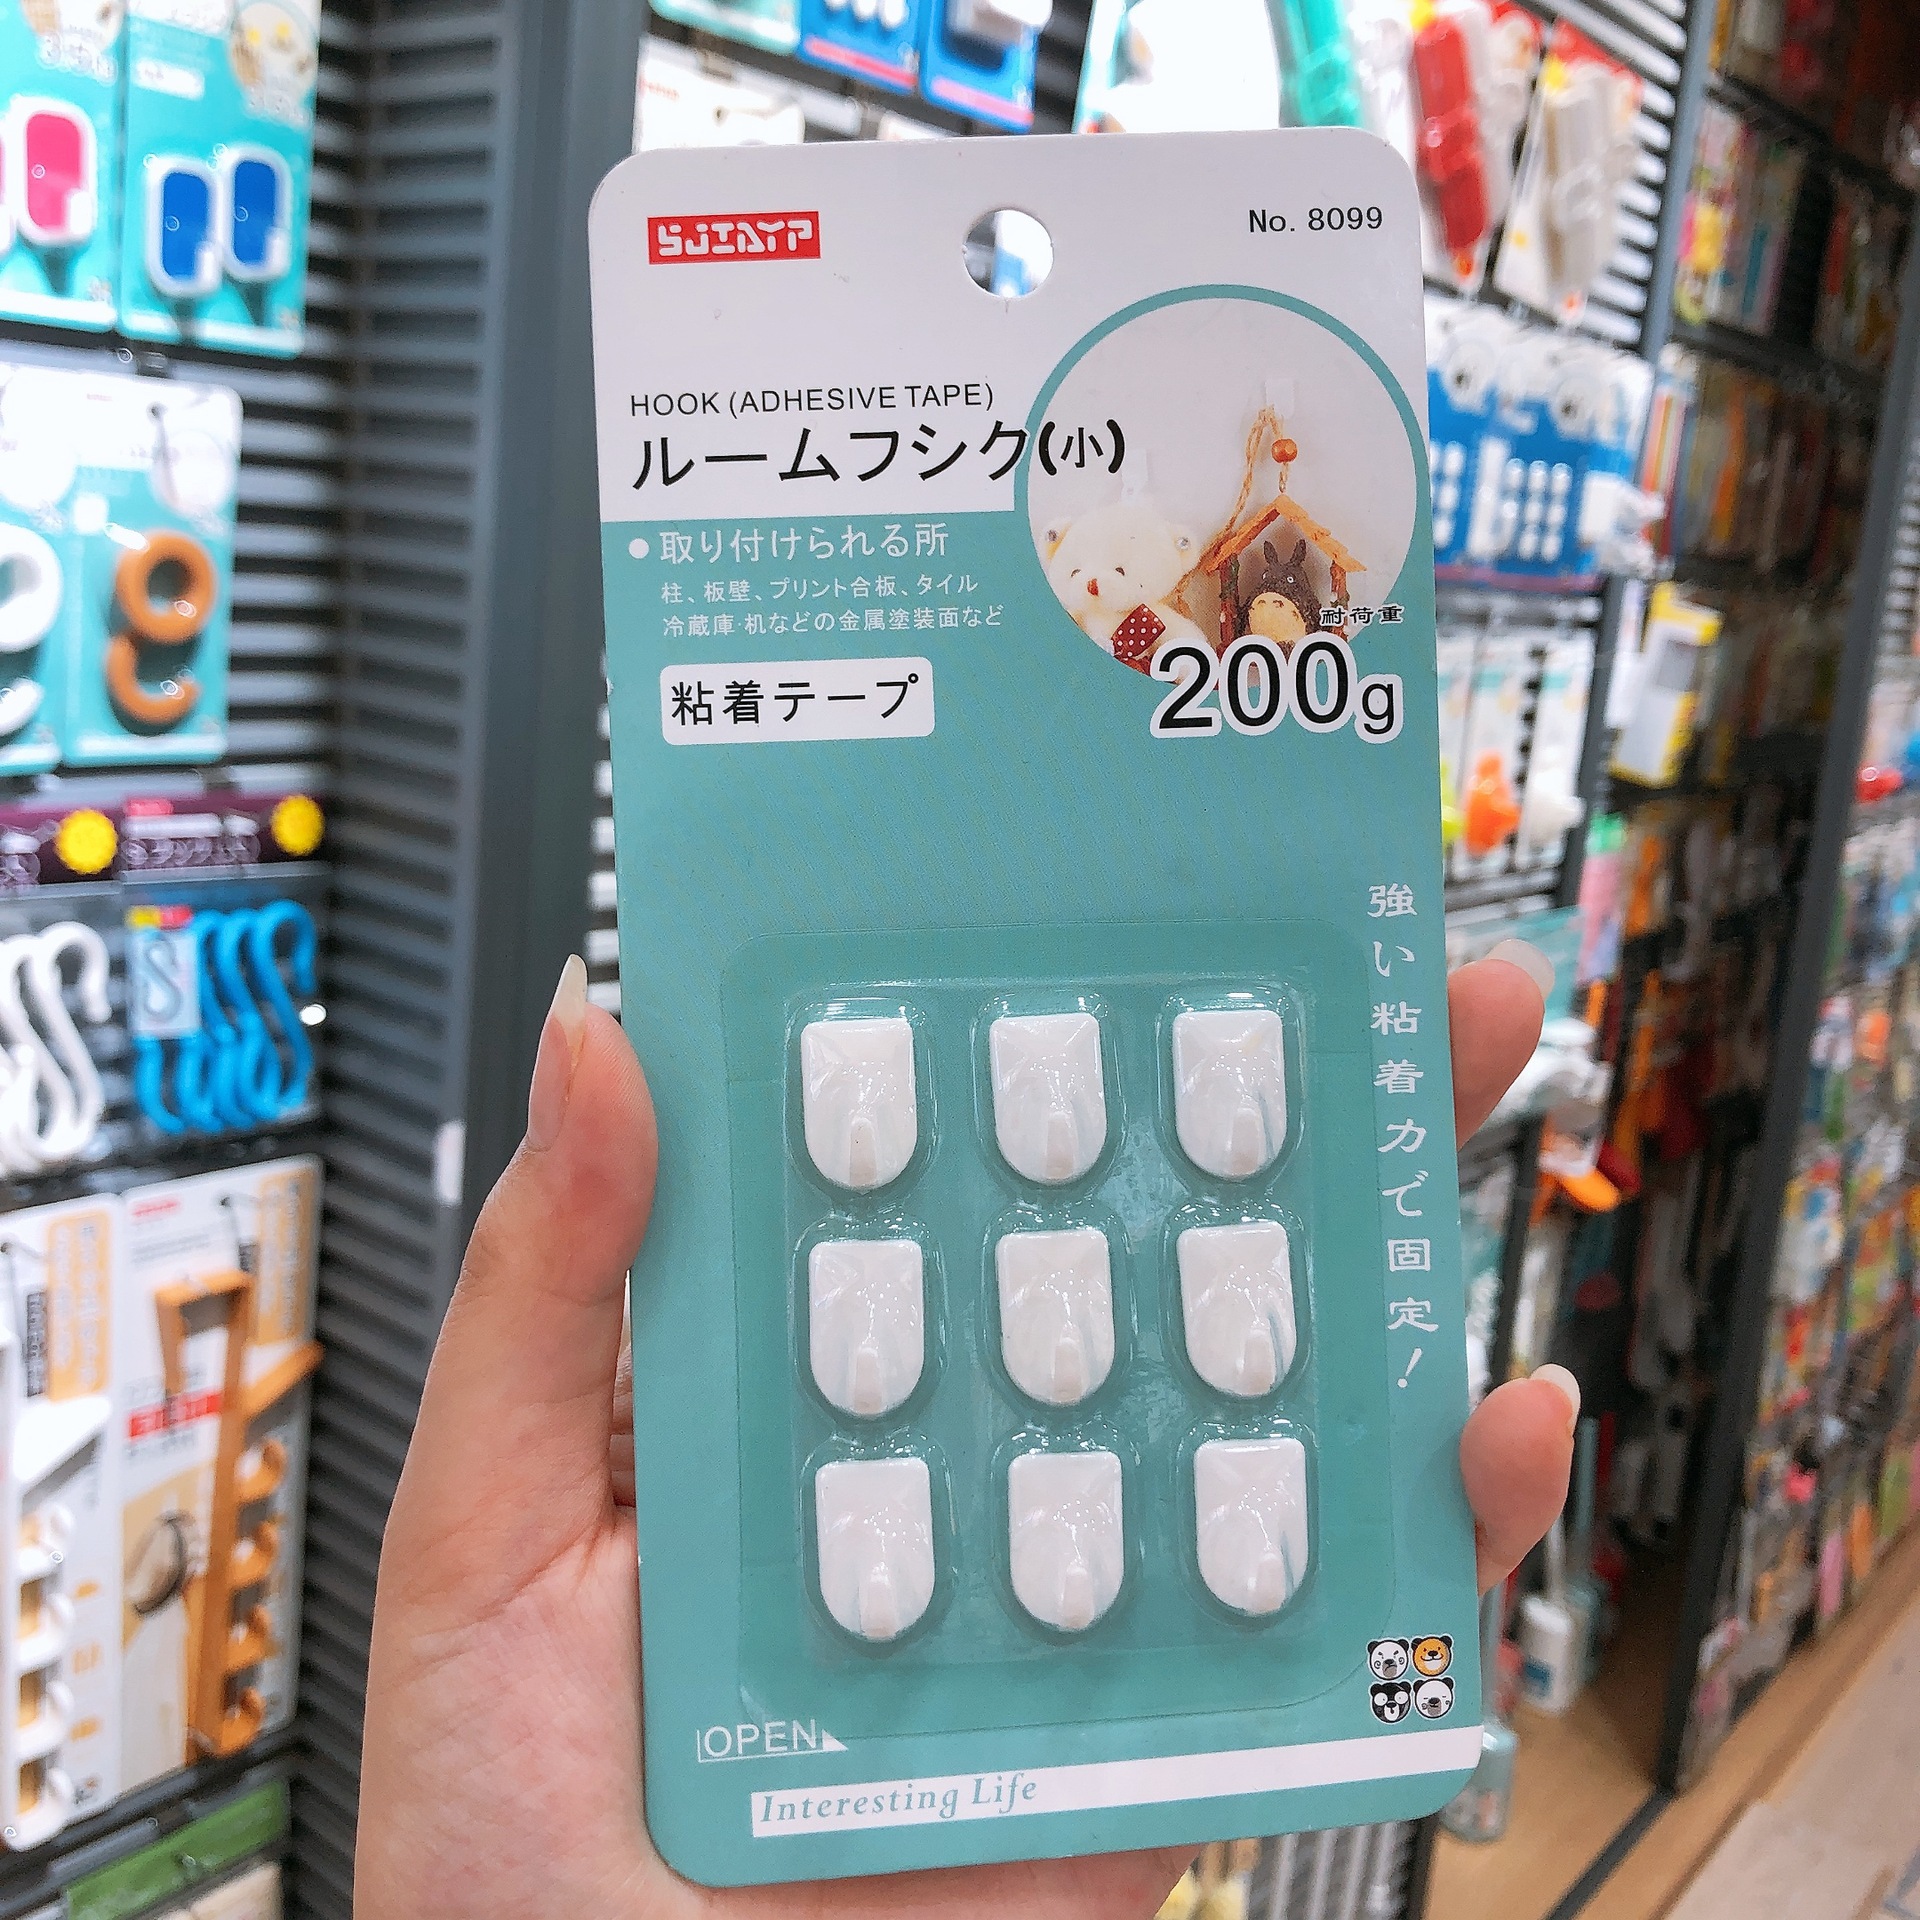 SJIAYP
No. 8099
HOOK (ADHESIVE TAPE)
ルームフシク(小)
●取り付けられる所
柱、板壁、プリント合板、タイル
冷蔵庫·机などの金属塗装面など
耐荷重
200g
粘着テープ
強い粘着力で固定!
OPEN
Interesting Life